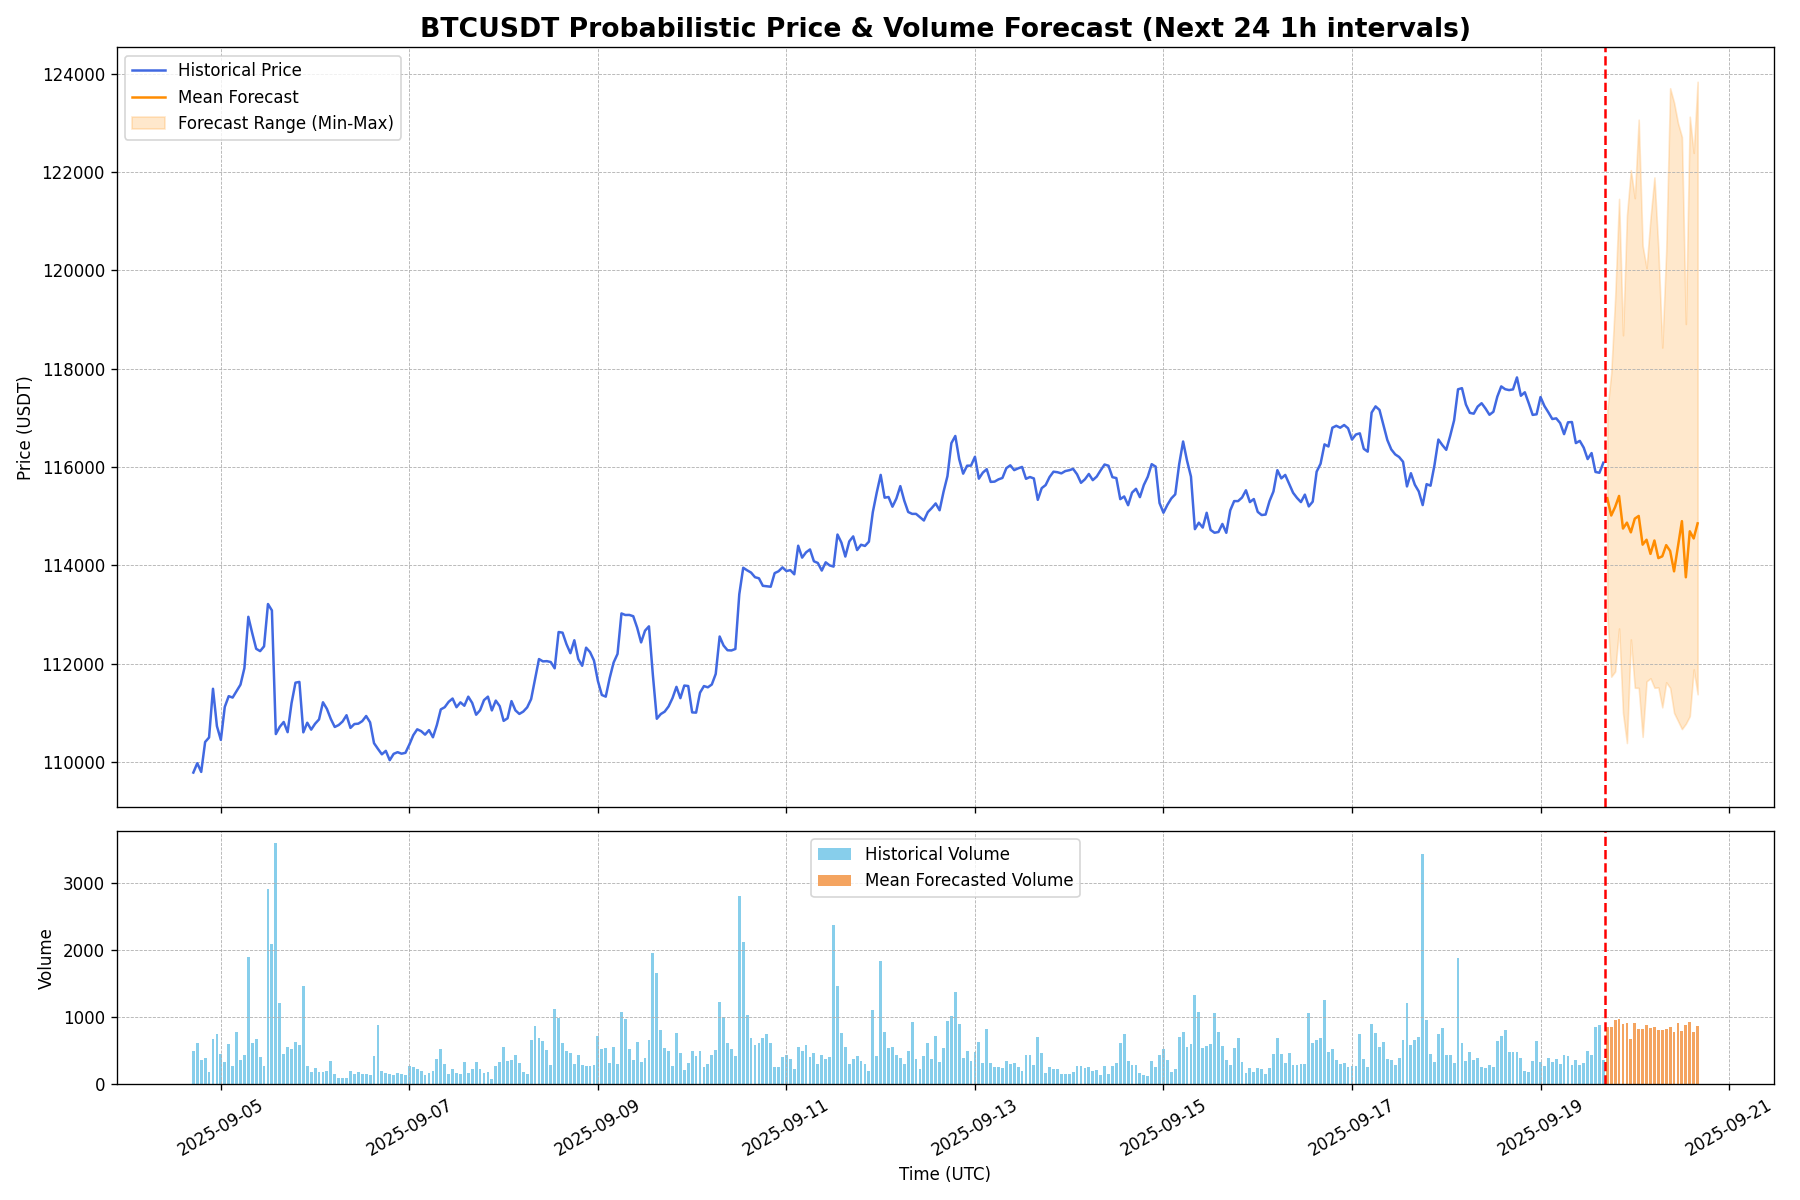 BTCUSDT Probabilistic Price & Volume Forecast (Next 24 1h intervals)
Historical Price
Mean Forecast
Forecast Range (Min-Max)
Price (USDT)
124000
122000
120000
118000
116000
114000
112000
110000
Historical Volume
Mean Forecasted Volume
Volume
3000
2000
1000
0
2025-09-05
2025-09-07
2025-09-09
2025-09-11
2025-09-13
2025-09-15
2025-09-17
2025-09-19
2025-09-21
Time (UTC)